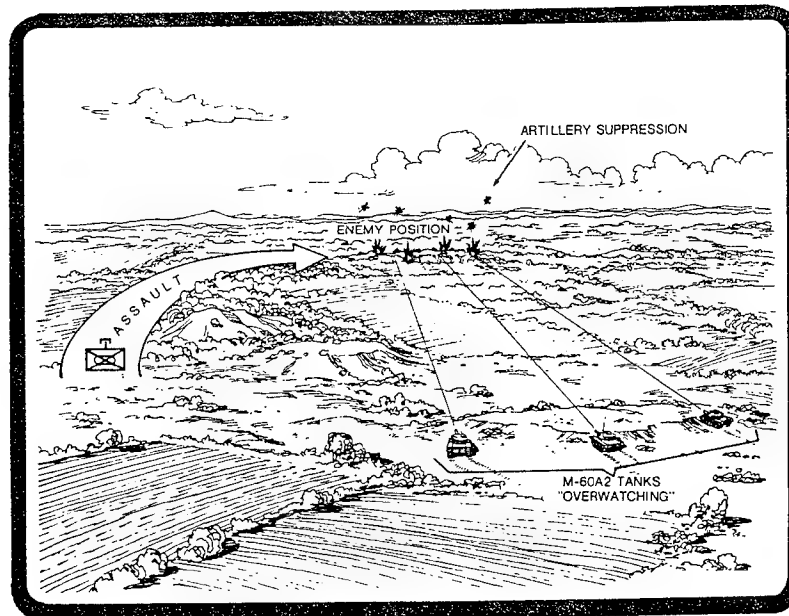 ARTILLERY SUPPRESSION
ENEMY POSITION
ASSAULT
M-60A2 TANKS
"OVERWATCHING"